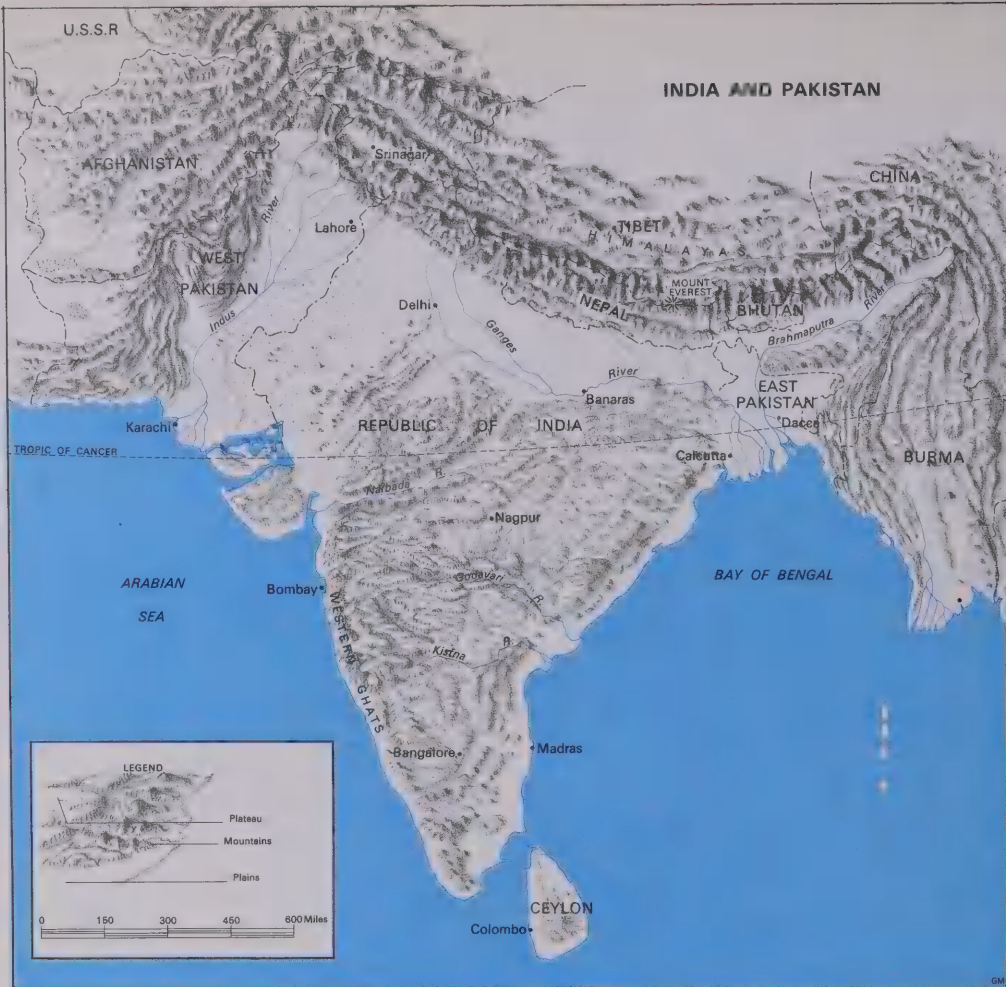 U.S.S.R
INDIA AND PAKISTAN
AFGHANISTAN
Srinagar
CHINA
River
Lahore
TIBET
HIMALAYAS
WEST
PAKISTAN
MOUNT
EVEREST
Indus
Delhi
NEPAL
BHUTAN
River
Brahmaputra
Ganges
River
Banaras
EAST
PAKISTAN
Karachi
REPUBLIC OF INDIA
Dacca
TROPIC OF CANCER
Calcutta
BURMA
Narbada R.
Nagpur
ARABIAN
SEA
Bombay
Godavari R.
BAY OF BENGAL
WESTERN GHATS
Kistna R.
Bangalore
Madras
LEGEND
Plateau
Mountains
Plains
0 150 300 450 600 Miles
CEYLON
Colombo
GM